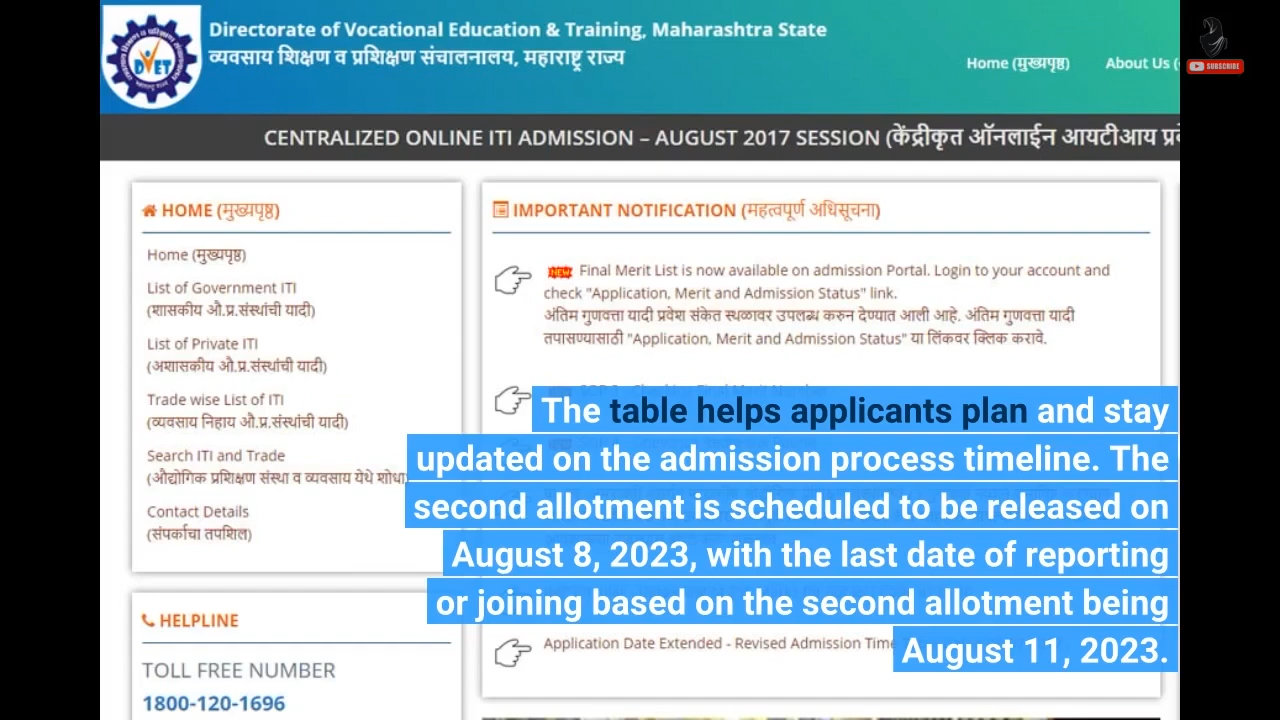 Directorate of Vocational Education & Training, Maharashtra State
व्यवसाय शिक्षण व प्रशिक्षण संचालनालय, महाराष्ट्र राज्य
DVET
Home (मुख्यपृष्ठ)
About Us
SUBSCRIBE
CENTRALIZED ONLINE ITI ADMISSION – AUGUST 2017 SESSION (केंद्रीकृत ऑनलाईन आयटीआय
HOME (मुख्यपृष्ठ)
Home (मुख्यपृष्ठ)
List of Government ITI
(शासकीय औ.प्र.संस्थांची यादी)
List of Private ITI
(अशासकीय औ.प्र.संस्थांची यादी)
Trade wise List of ITI
(व्यवसाय निहाय औ.प्र.संस्थांची यादी)
Search ITI and Trade
(औद्योगिक प्रशिक्षण संस्था व व्यवसाय येथे शोधा
Contact Details
(संपर्काचा तपशिल)
HELPLINE
TOLL FREE NUMBER
1800-120-1696
IMPORTANT NOTIFICATION (महत्वपूर्ण अधिसूचना)
NEW Final Merit List is now available on admission Portal. Login to your account and
check "Application, Merit and Admission Status" link.
अंतिम गुणवत्ता यादी प्रवेश संकेत स्थळावर उपलब्ध करुन देण्यात आली आहे. अंतिम गुणवत्ता यादी
तपासण्यासाठी "Application, Merit and Admission Status" या लिंकवर क्लिक करावे.
The table helps applicants plan and stay
updated on the admission process timeline. The
second allotment is scheduled to be released on
August 8, 2023, with the last date of reporting
or joining based on the second allotment being
August 11, 2023.
Application Date Extended - Revised Admission Time